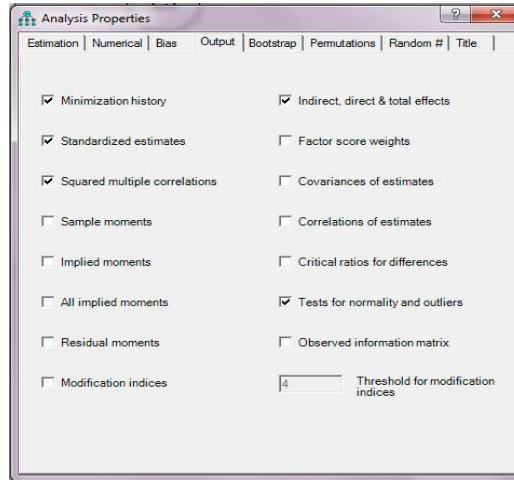 Analysis Properties
Estimation Numerical Bias Output Bootstrap Permutations Random # Title
Minimization history
Indirect, direct & total effects
Standardized estimates
Factor score weights
Squared multiple correlations
Covariances of estimates
Sample moments
Correlations of estimates
Implied moments
Critical ratios for differences
All implied moments
Tests for normality and outliers
Residual moments
Observed information matrix
Modification indices
4
Threshold for modification
indices